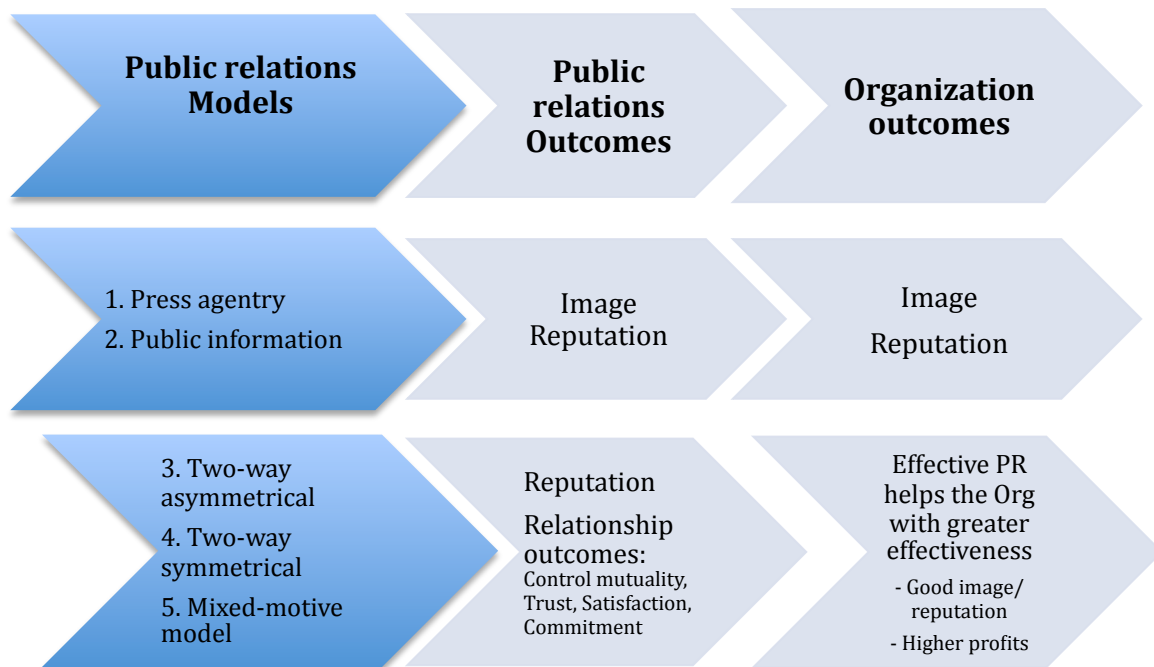 Public relations
Models
Public
relations
Outcomes
Organization
outcomes
1. Press agentry
2. Public information
Image
Reputation
Image
Reputation
3. Two-way
asymmetrical
4. Two-way
symmetrical
5. Mixed-motive
model
Reputation
Relationship
outcomes:
Control mutuality,
Trust, Satisfaction,
Commitment
Effective PR
helps the Org
with greater
effectiveness
- Good image/
reputation
- Higher profits